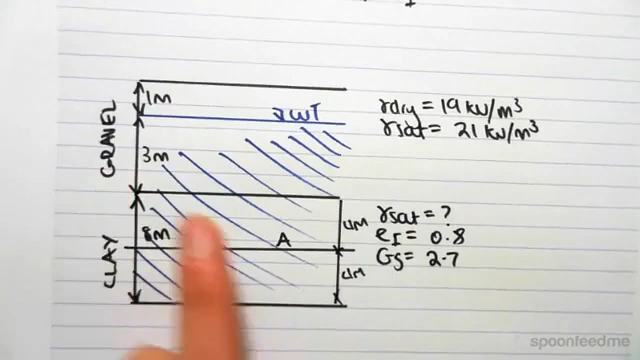 1M
WT
γdry = 19 kN/m³
γsat = 21 kN/m³
GRAVEL
3m
γsat = ?
4M
8M
A
eI = 0.8
CLAY
Gs = 2.7
4M
spoonfeedme